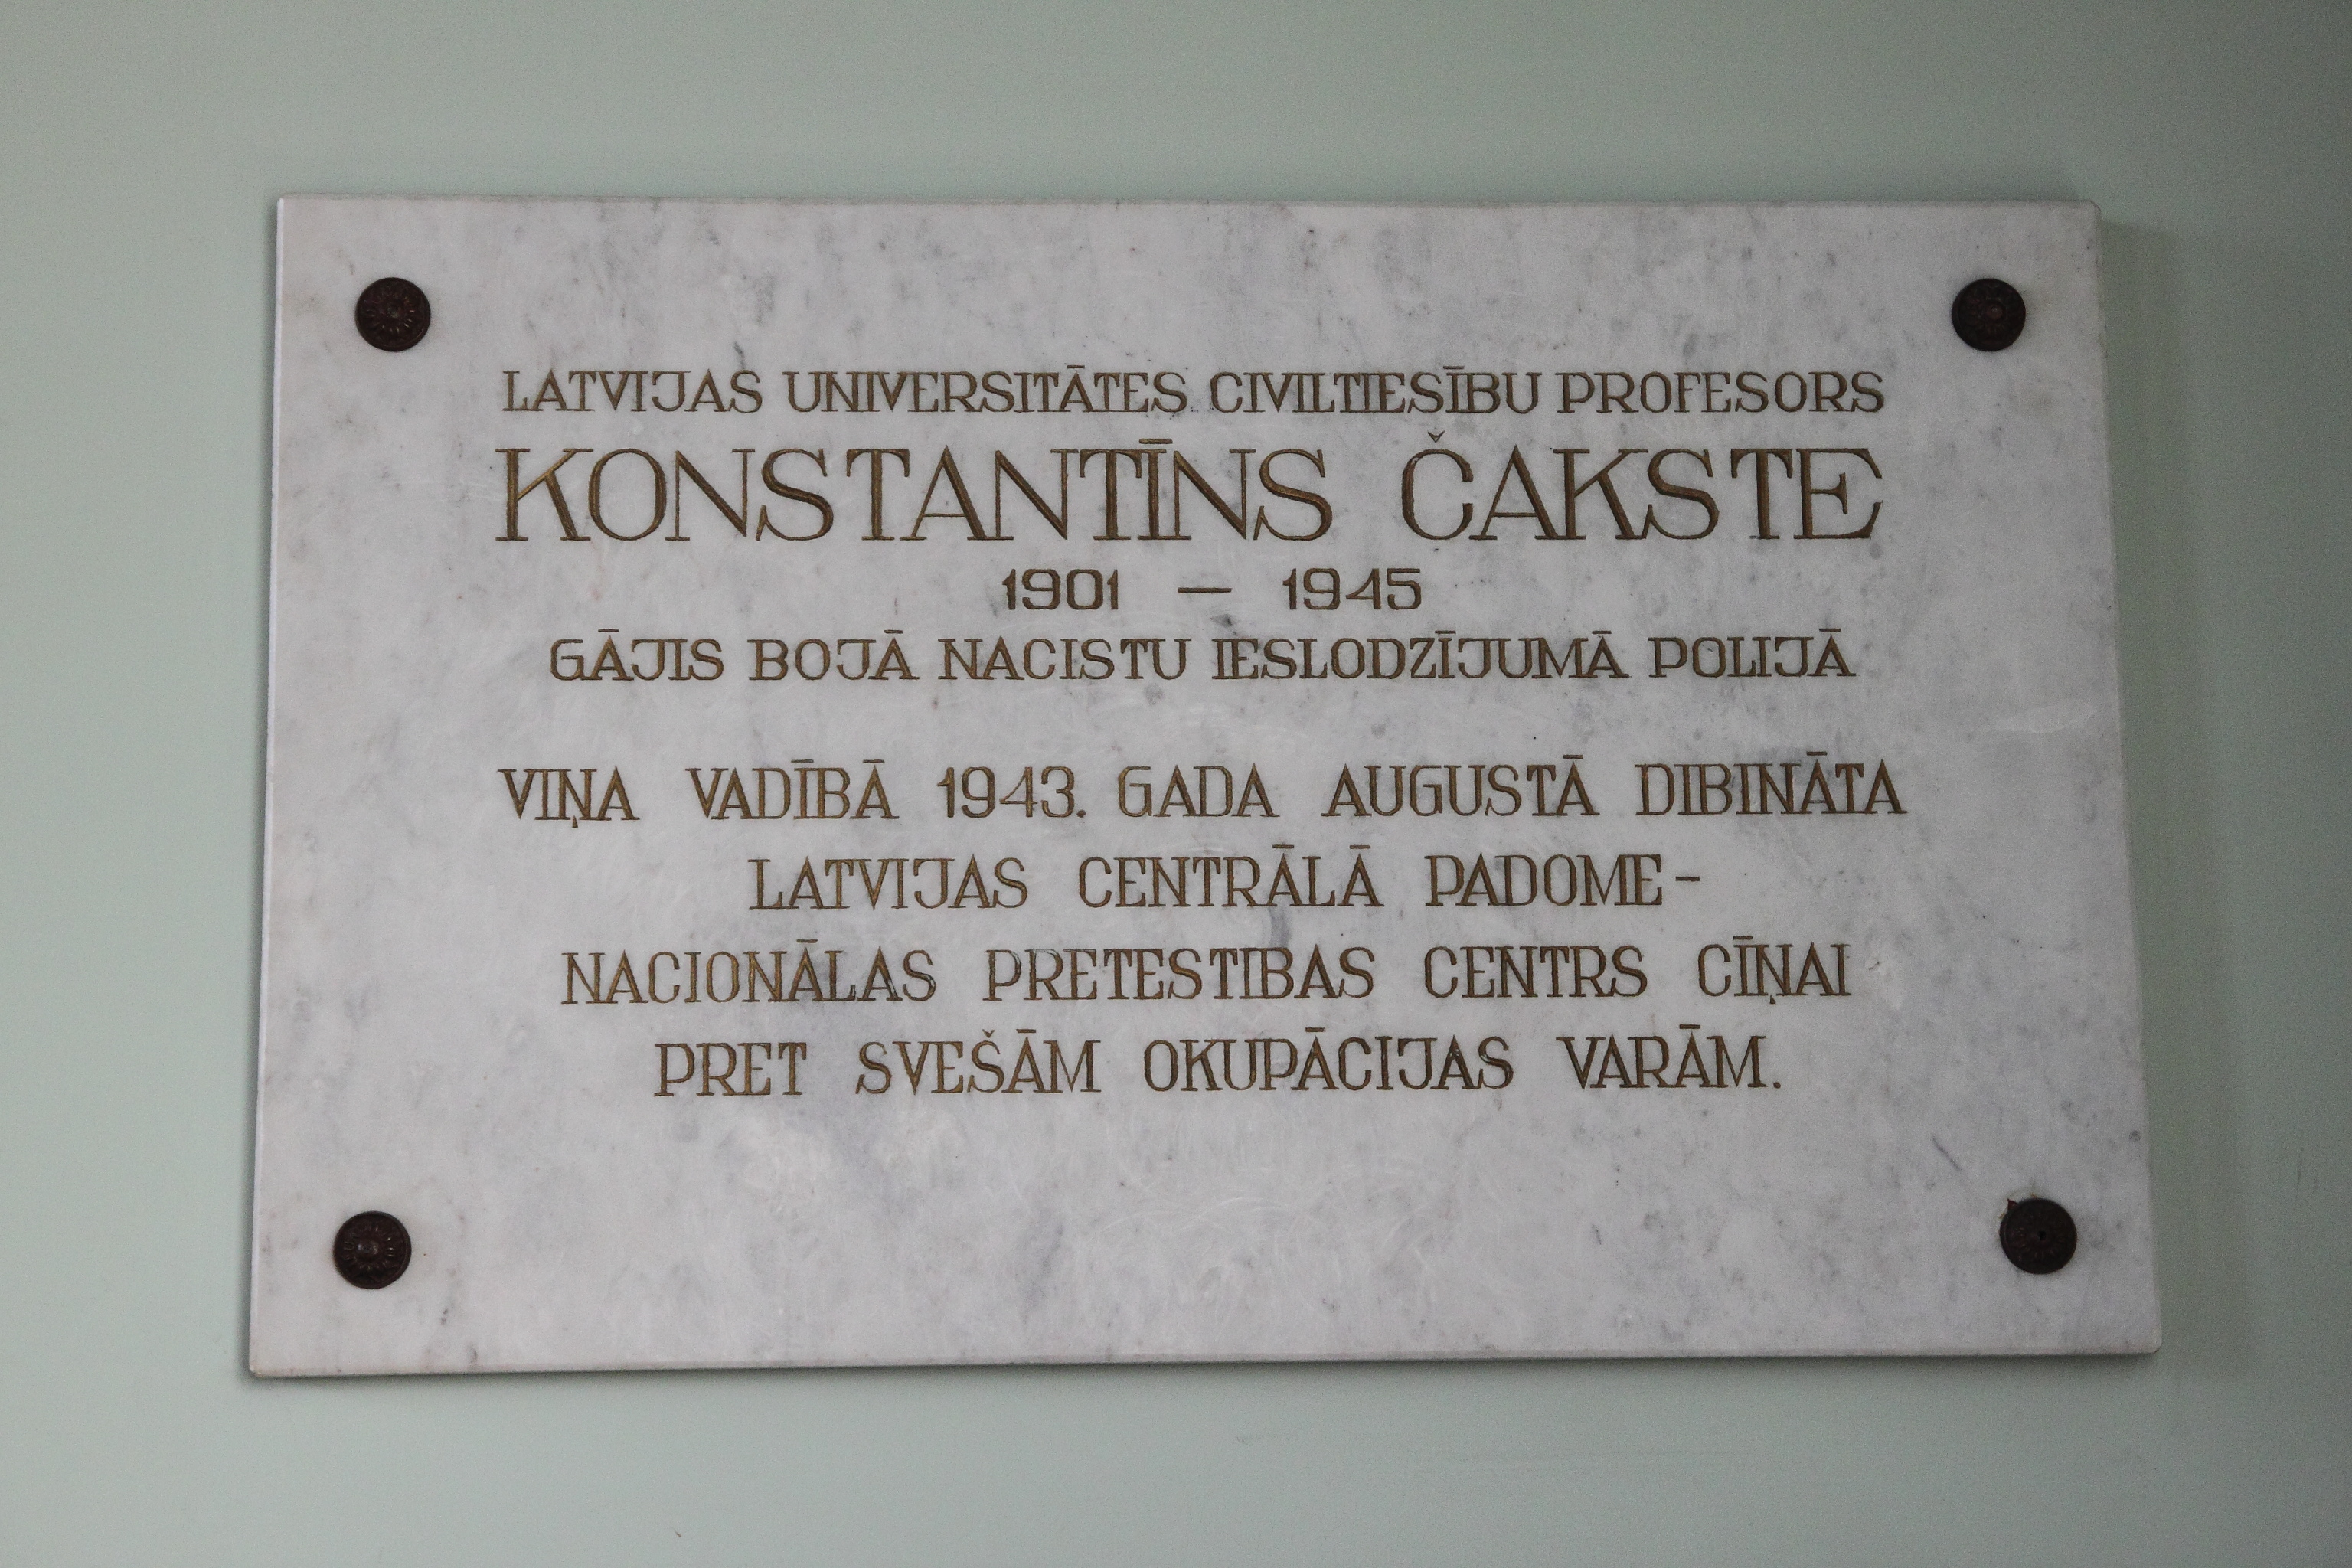 LATVIJAS UNIVERSITĀTES CIVILTIESĪBU PROFESORS
KONSTANTĪNS ČAKSTE
1901 — 1945
GĀJIS BOJĀ NACISTU IESLODZĪJUMĀ POLIJĀ
VIŅA VADĪBĀ 1943. GADA AUGUSTĀ DIBINĀTA
LATVIJAS CENTRĀLĀ PADOME-
NACIONĀLAS PRETESTIBAS CENTRS CĪŅAI
PRET SVEŠĀM OKUPĀCIJAS VARĀM.